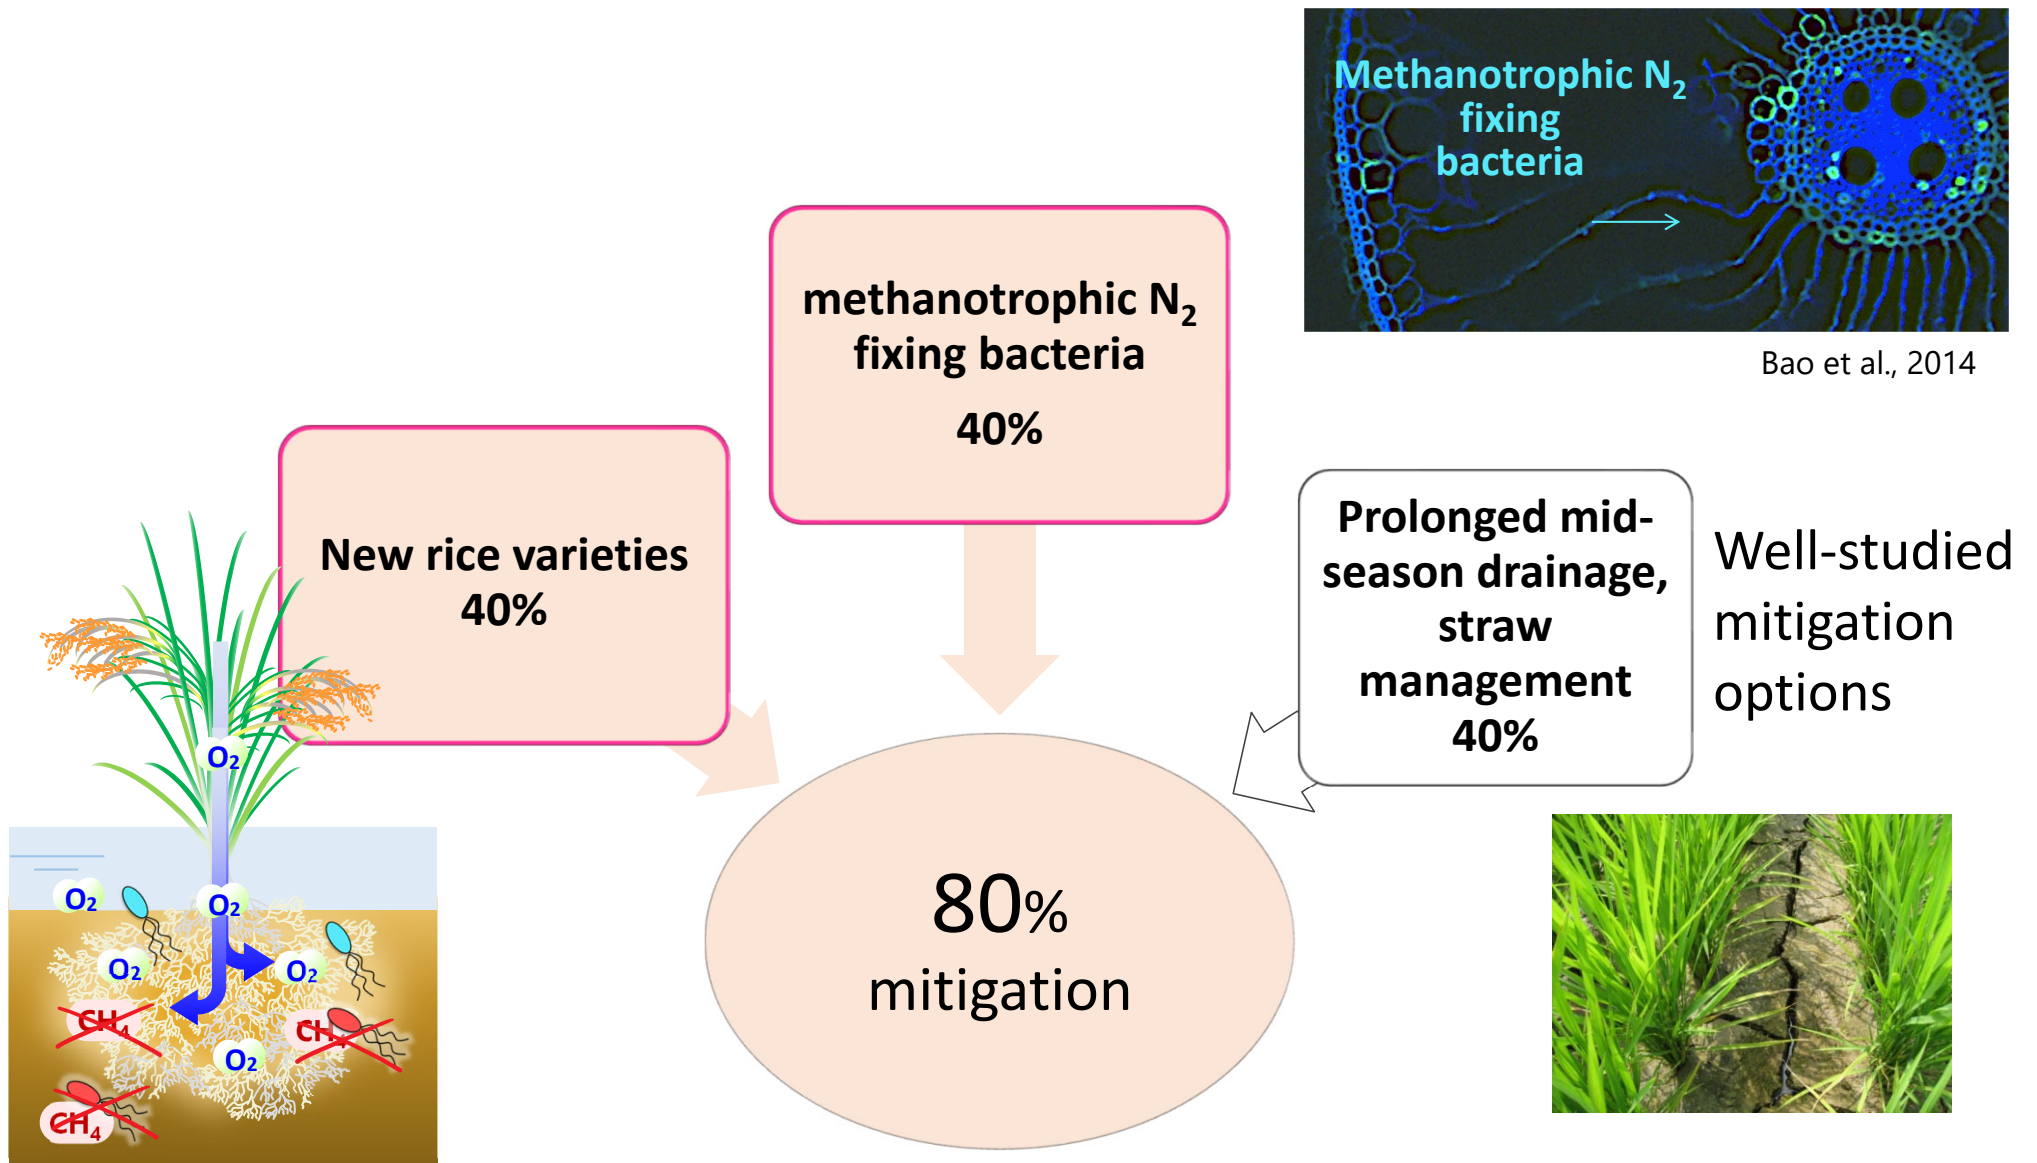 Methanotrophic N₂
fixing
bacteria
Bao et al., 2014
methanotrophic N₂
fixing bacteria
40%
New rice varieties
40%
Prolonged mid-
season drainage,
straw
management
40%
Well-studied
mitigation
options
80%
mitigation
O₂
O₂
O₂
O₂
O₂
CH₄
CH₄
O₂
CH₄